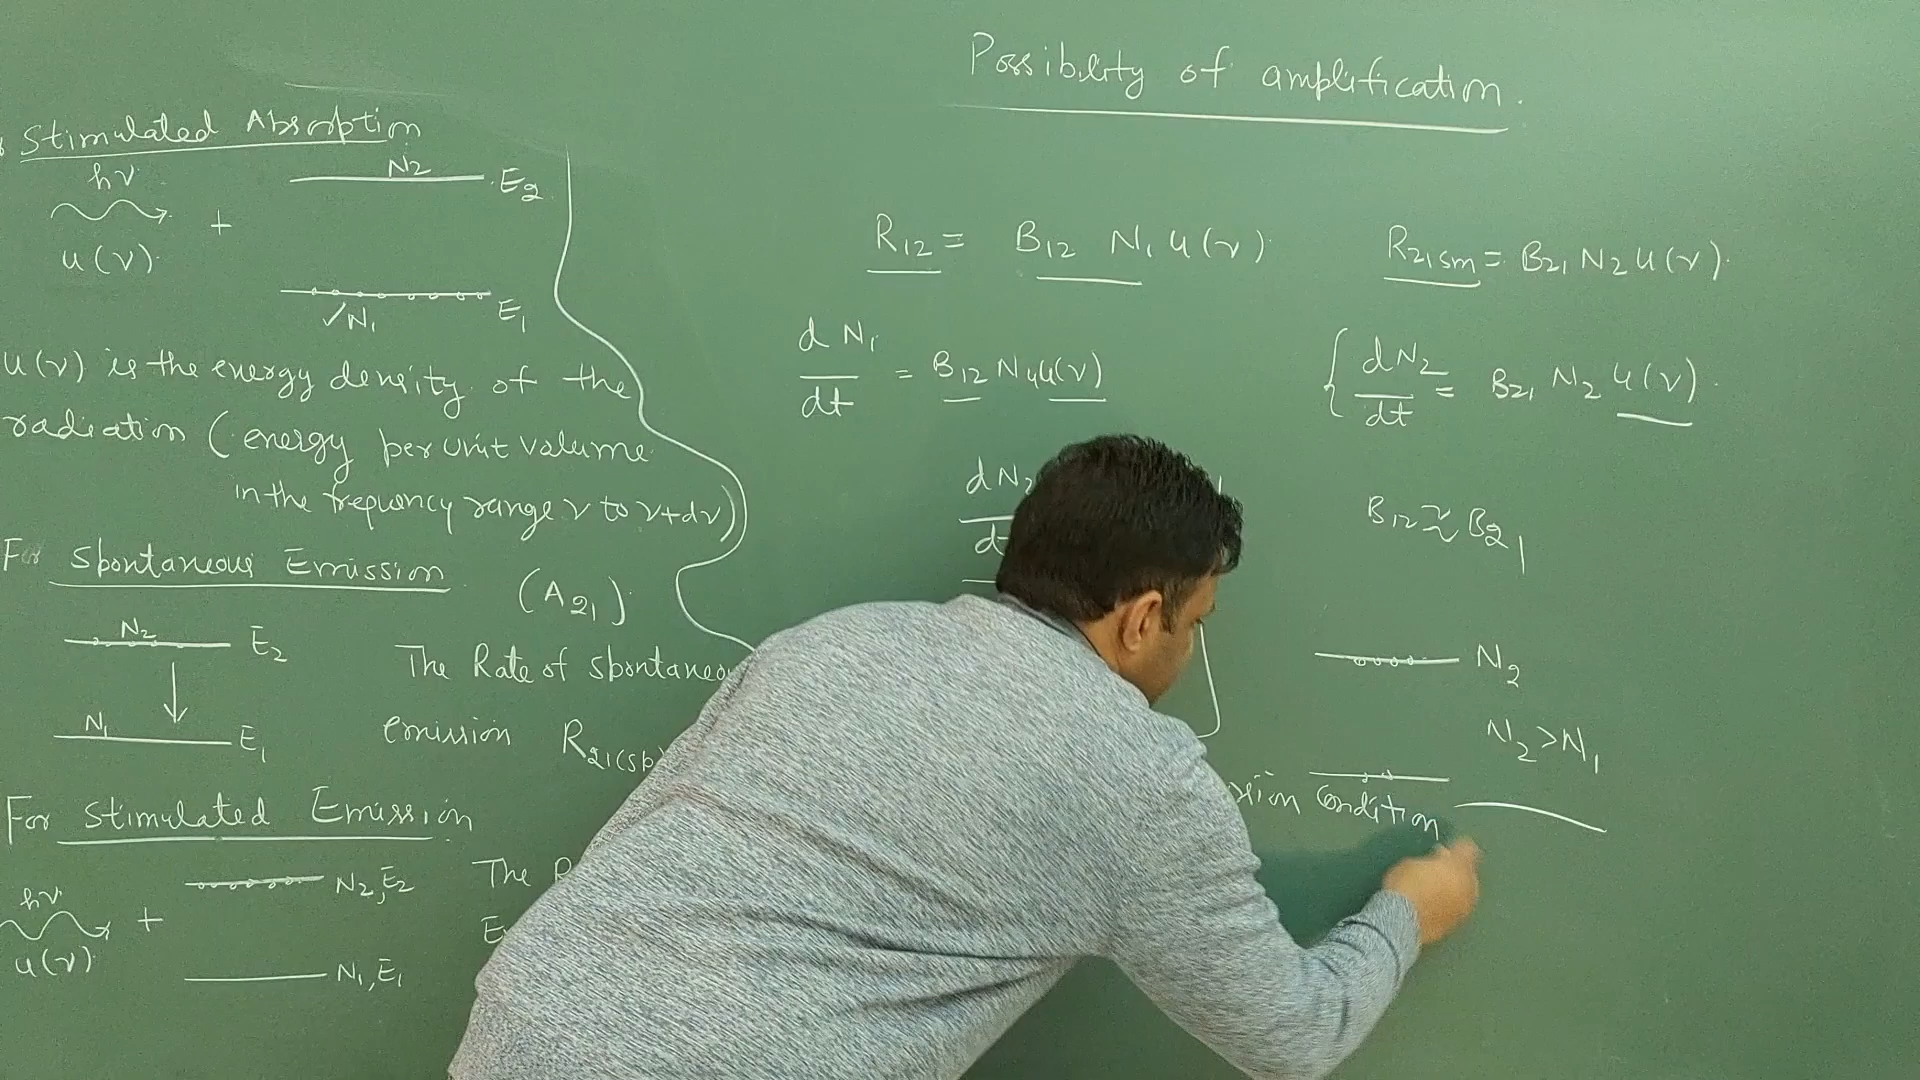 Stimulated Absorption
hν
N2 E2
+
u(ν)
E1
✓N1
u(ν) is the energy density of the
radiation (energy per unit volume
in the frequency range ν to ν+dν)
For Spontaneous Emission (A21)
N2 E2
The Rate of spontaneou
N1 E1
emission R21(sp
For Stimulated Emission
N2,E2
hν
+
The R
u(ν)
N1,E1
Possibility of amplification.
R12 = B12 N1 u(ν)
R21sm = B21 N2 u(ν).
dN1/dt = B12 N1 u(ν)
dN2/dt = B21 N2 u(ν).
dN2
B12 ≈ B21
N2
N2 > N1
sion Condition